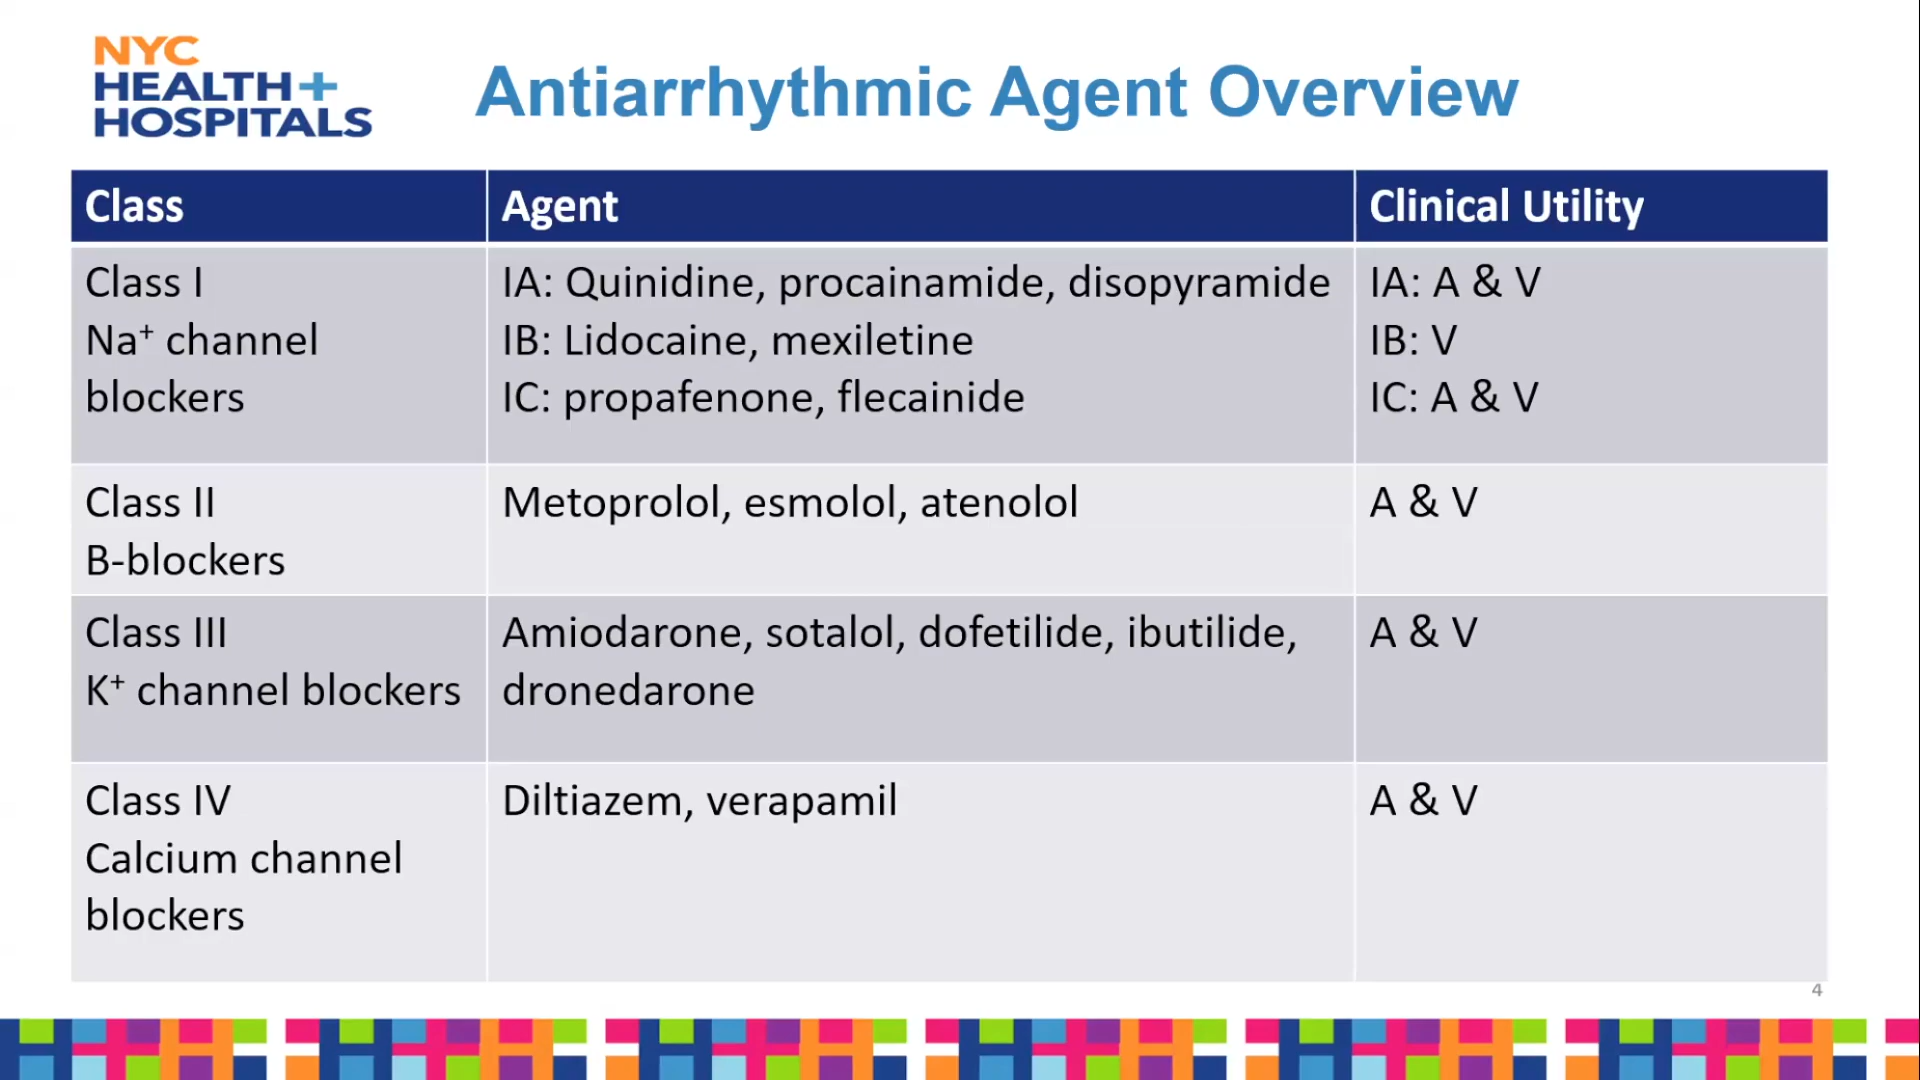 NYC
HEALTH+
HOSPITALS
Antiarrhythmic Agent Overview
Class
Agent
Clinical Utility
Class I
Na⁺ channel
blockers
IA: Quinidine, procainamide, disopyramide
IB: Lidocaine, mexiletine
IC: propafenone, flecainide
IA: A & V
IB: V
IC: A & V
Class II
B-blockers
Metoprolol, esmolol, atenolol
A & V
Class III
K⁺ channel blockers
Amiodarone, sotalol, dofetilide, ibutilide,
dronedarone
A & V
Class IV
Calcium channel
blockers
Diltiazem, verapamil
A & V
4